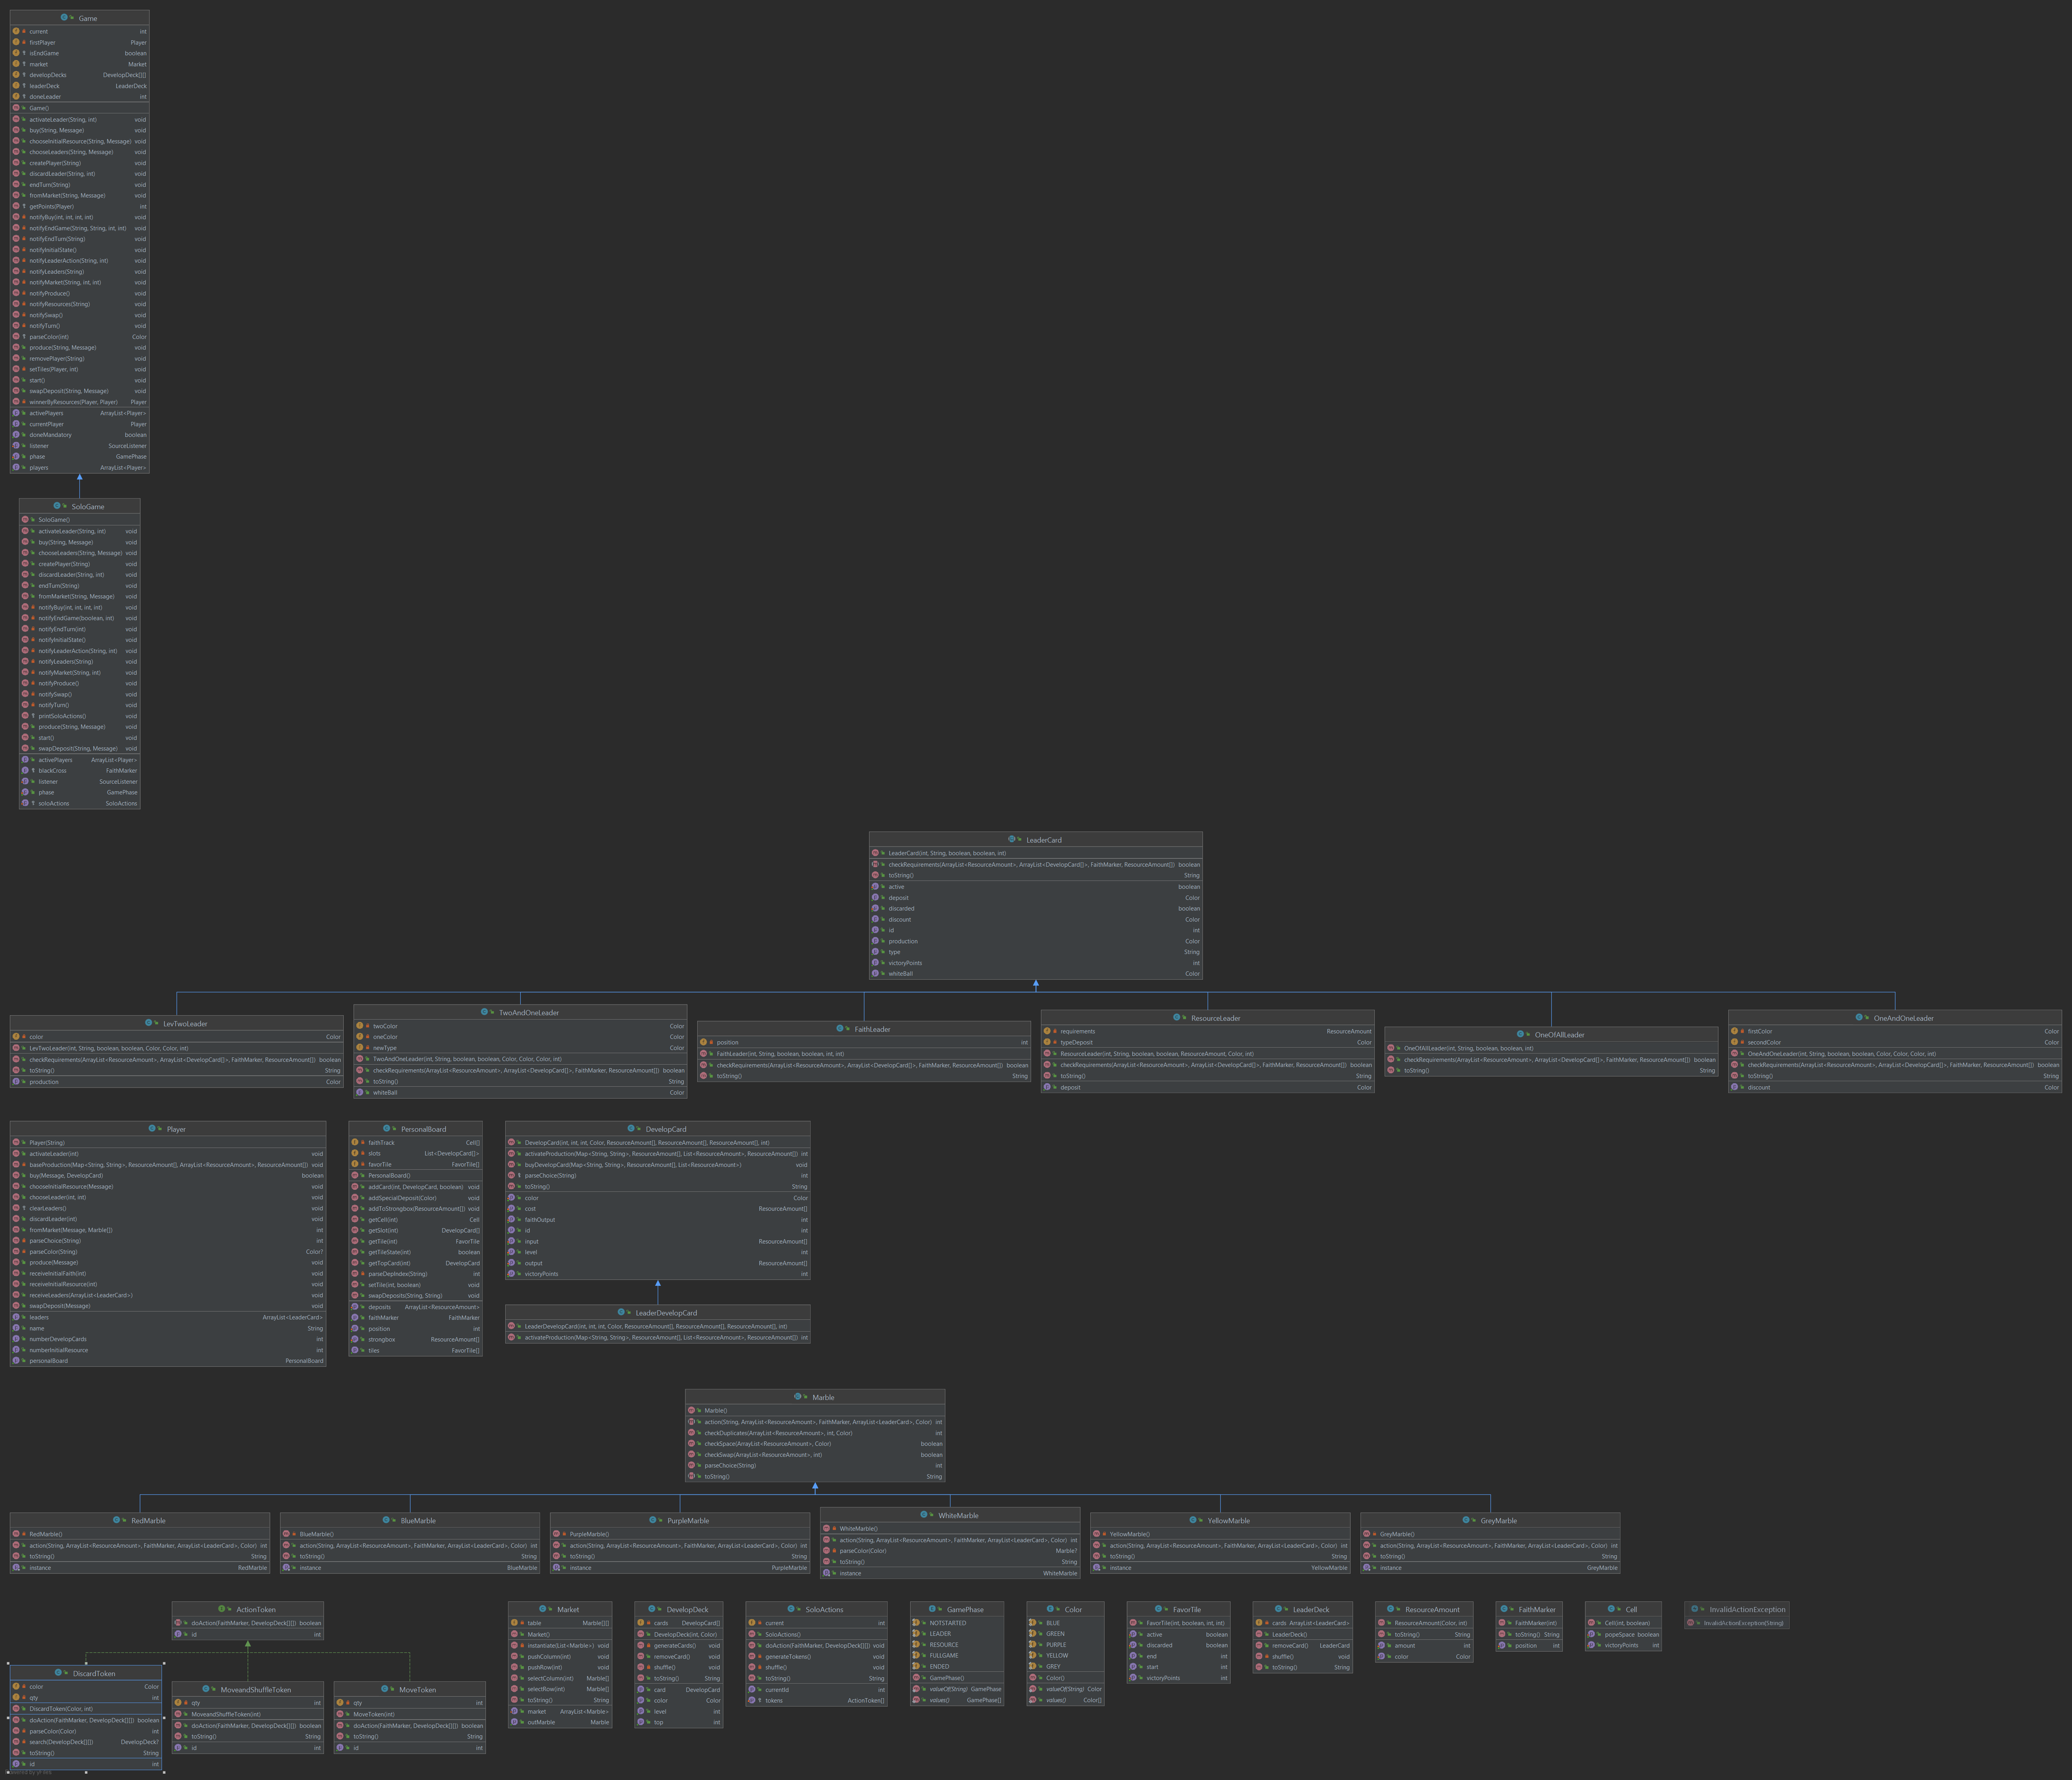 Game
current int
firstPlayer Player
isEndGame boolean
market Market
developDecks DevelopDeck[][]
leaderDeck LeaderDeck
doneLeader int
Game()
activateLeader(String, int) void
buy(String, Message) void
chooseInitialResource(String, Message) void
chooseLeaders(String, Message) void
createPlayer(String) void
discardLeader(String, int) void
endTurn(String) void
fromMarket(String, Message) void
getPoints(Player) int
notifyBuy(int, int, int, int) void
notifyEndGame(String, String, int, int) void
notifyEndTurn(String) void
notifyInitialState() void
notifyLeaderAction(String, int) void
notifyLeaders(String) void
notifyMarket(String, int, int) void
notifyProduce() void
notifyResources(String) void
notifySwap() void
notifyTurn() void
parseColor(int) Color
produce(String, Message) void
removePlayer(String) void
setTiles(Player, int) void
start() void
swapDeposit(String, Message) void
winnerByResources(Player, Player) Player
activePlayers ArrayList<Player>
currentPlayer Player
doneMandatory boolean
listener SourceListener
phase GamePhase
players ArrayList<Player>
SoloGame
SoloGame()
activateLeader(String, int) void
buy(String, Message) void
chooseLeaders(String, Message) void
createPlayer(String) void
discardLeader(String, int) void
endTurn(String) void
fromMarket(String, Message) void
notifyBuy(int, int, int, int) void
notifyEndGame(boolean, int) void
notifyEndTurn(int) void
notifyInitialState() void
notifyLeaderAction(String, int) void
notifyLeaders(String) void
notifyMarket(String, int) void
notifyProduce() void
notifySwap() void
notifyTurn() void
printSoloActions() void
produce(String, Message) void
start() void
swapDeposit(String, Message) void
activePlayers ArrayList<Player>
blackCross FaithMarker
listener SourceListener
phase GamePhase
soloActions SoloActions
LeaderCard
LeaderCard(int, String, boolean, boolean, int)
checkRequirements(ArrayList<ResourceAmount>, ArrayList<DevelopCard[]>, FaithMarker, ResourceAmount[]) boolean
toString() String
active boolean
deposit Color
discarded boolean
discount Color
id int
production Color
type String
victoryPoints int
whiteBall Color
LevTwoLeader
color Color
LevTwoLeader(int, String, boolean, boolean, Color, Color, int)
checkRequirements(ArrayList<ResourceAmount>, ArrayList<DevelopCard[]>, FaithMarker, ResourceAmount[]) boolean
toString() String
production Color
TwoAndOneLeader
twoColor Color
oneColor Color
newType Color
TwoAndOneLeader(int, String, boolean, boolean, Color, Color, Color, int)
checkRequirements(ArrayList<ResourceAmount>, ArrayList<DevelopCard[]>, FaithMarker, ResourceAmount[]) boolean
toString() String
whiteBall Color
FaithLeader
position int
FaithLeader(int, String, boolean, boolean, int, int)
checkRequirements(ArrayList<ResourceAmount>, ArrayList<DevelopCard[]>, FaithMarker, ResourceAmount[]) boolean
toString() String
ResourceLeader
requirements ResourceAmount
typeDeposit Color
ResourceLeader(int, String, boolean, boolean, ResourceAmount, Color, int)
checkRequirements(ArrayList<ResourceAmount>, ArrayList<DevelopCard[]>, FaithMarker, ResourceAmount[]) boolean
toString() String
deposit Color
OneOfAllLeader
OneOfAllLeader(int, String, boolean, boolean, int)
checkRequirements(ArrayList<ResourceAmount>, ArrayList<DevelopCard[]>, FaithMarker, ResourceAmount[]) boolean
toString() String
OneAndOneLeader
firstColor Color
secondColor Color
OneAndOneLeader(int, String, boolean, boolean, Color, Color, Color, int)
checkRequirements(ArrayList<ResourceAmount>, ArrayList<DevelopCard[]>, FaithMarker, ResourceAmount[]) boolean
toString() String
discount Color
Player
Player(String)
activateLeader(int) void
baseProduction(Map<String, String>, ResourceAmount[], ArrayList<ResourceAmount>, ResourceAmount[]) void
buy(Message, DevelopCard) boolean
chooseInitialResource(Message) void
chooseLeader(int, int) void
clearLeaders() void
discardLeader(int) void
fromMarket(Message, Marble[]) int
parseChoice(String) int
parseColor(String) Color?
produce(Message) void
receiveInitialFaith(int) void
receiveInitialResource(int) void
receiveLeaders(ArrayList<LeaderCard>) void
swapDeposit(Message) void
leaders ArrayList<LeaderCard>
name String
numberDevelopCards int
numberInitialResource int
personalBoard PersonalBoard
PersonalBoard
faithTrack Cell[]
slots List<DevelopCard[]>
favorTile FavorTile[]
PersonalBoard()
addCard(int, DevelopCard, boolean) void
addSpecialDeposit(Color) void
addToStrongbox(ResourceAmount[]) void
getCell(int) Cell
getSlot(int) DevelopCard[]
getTile(int) FavorTile
getTileState(int) boolean
getTopCard(int) DevelopCard
parseDepIndex(String) int
setTile(int, boolean) void
swapDeposits(String, String) void
deposits ArrayList<ResourceAmount>
faithMarker FaithMarker
position int
strongbox ResourceAmount[]
tiles FavorTile[]
DevelopCard
DevelopCard(int, int, int, Color, ResourceAmount[], ResourceAmount[], ResourceAmount[], int)
activateProduction(Map<String, String>, ResourceAmount[], List<ResourceAmount>, ResourceAmount[]) int
buyDevelopCard(Map<String, String>, ResourceAmount[], List<ResourceAmount>) void
parseChoice(String) int
toString() String
color Color
cost ResourceAmount[]
faithOutput int
id int
input ResourceAmount[]
level int
output ResourceAmount[]
victoryPoints int
LeaderDevelopCard
LeaderDevelopCard(int, int, int, Color, ResourceAmount[], ResourceAmount[], ResourceAmount[], int)
activateProduction(Map<String, String>, ResourceAmount[], List<ResourceAmount>, ResourceAmount[]) int
Marble
Marble()
action(String, ArrayList<ResourceAmount>, FaithMarker, ArrayList<LeaderCard>, Color) int
checkDuplicates(ArrayList<ResourceAmount>, int, Color) int
checkSpace(ArrayList<ResourceAmount>, Color) boolean
checkSwap(ArrayList<ResourceAmount>, int) boolean
parseChoice(String) int
toString() String
RedMarble
RedMarble()
action(String, ArrayList<ResourceAmount>, FaithMarker, ArrayList<LeaderCard>, Color) int
toString() String
instance RedMarble
BlueMarble
BlueMarble()
action(String, ArrayList<ResourceAmount>, FaithMarker, ArrayList<LeaderCard>, Color) int
toString() String
instance BlueMarble
PurpleMarble
PurpleMarble()
action(String, ArrayList<ResourceAmount>, FaithMarker, ArrayList<LeaderCard>, Color) int
toString() String
instance PurpleMarble
WhiteMarble
WhiteMarble()
action(String, ArrayList<ResourceAmount>, FaithMarker, ArrayList<LeaderCard>, Color) int
parseColor(Color) Marble?
toString() String
instance WhiteMarble
YellowMarble
YellowMarble()
action(String, ArrayList<ResourceAmount>, FaithMarker, ArrayList<LeaderCard>, Color) int
toString() String
instance YellowMarble
GreyMarble
GreyMarble()
action(String, ArrayList<ResourceAmount>, FaithMarker, ArrayList<LeaderCard>, Color) int
toString() String
instance GreyMarble
ActionToken
doAction(FaithMarker, DevelopDeck[][]) boolean
id int
DiscardToken
color Color
qty int
DiscardToken(Color, int)
doAction(FaithMarker, DevelopDeck[][]) boolean
parseColor(Color) int
search(DevelopDeck[][]) DevelopDeck?
toString() String
id int
MoveandShuffleToken
qty int
MoveandShuffleToken(int)
doAction(FaithMarker, DevelopDeck[][]) boolean
toString() String
id int
MoveToken
qty int
MoveToken(int)
doAction(FaithMarker, DevelopDeck[][]) boolean
toString() String
id int
Market
table Marble[][]
Market()
instantiate(List<Marble>) void
pushColumn(int) void
pushRow(int) void
selectColumn(int) Marble[]
selectRow(int) Marble[]
toString() String
market ArrayList<Marble>
outMarble Marble
DevelopDeck
cards DevelopCard[]
DevelopDeck(int, Color)
generateCards() void
removeCard() void
shuffle() void
toString() String
card DevelopCard
color Color
level int
top int
SoloActions
current int
SoloActions()
doAction(FaithMarker, DevelopDeck[][]) void
generateTokens() void
shuffle() void
toString() String
currentId int
tokens ActionToken[]
GamePhase
NOTSTARTED
LEADER
RESOURCE
FULLGAME
ENDED
GamePhase()
valueOf(String) GamePhase
values() GamePhase[]
Color
BLUE
GREEN
PURPLE
YELLOW
GREY
Color()
valueOf(String) Color
values() Color[]
FavorTile
FavorTile(int, boolean, int, int)
active boolean
discarded boolean
end int
start int
victoryPoints int
LeaderDeck
cards ArrayList<LeaderCard>
LeaderDeck()
removeCard() LeaderCard
shuffle() void
toString() String
ResourceAmount
ResourceAmount(Color, int)
toString() String
amount int
color Color
FaithMarker
FaithMarker(int)
toString() String
position int
Cell
Cell(int, boolean)
popeSpace boolean
victoryPoints int
InvalidActionException
InvalidActionException(String)